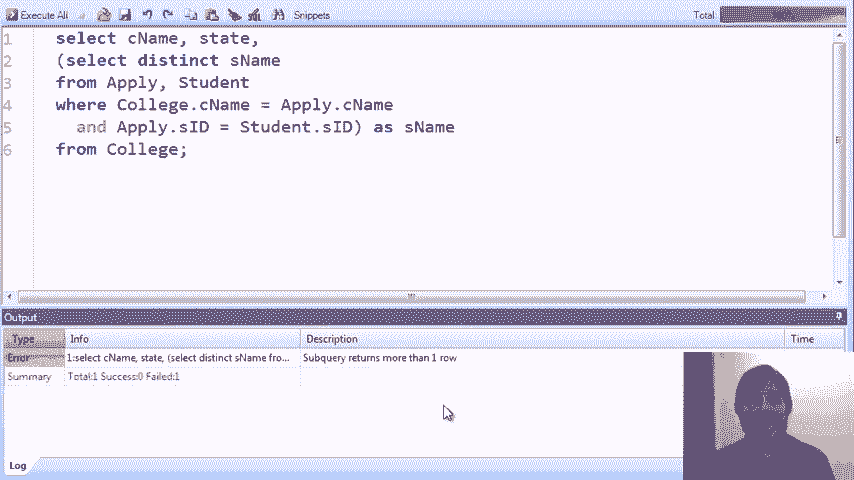 Execute All Snippets Total:
1 select cName, state,
2 (select distinct sName
3 from Apply, Student
4 where College.cName = Apply.cName
5 and Apply.sID = Student.sID) as sName
6 from College;
Output
Type Info Description Time
Error 1:select cName, state, (select distinct sName fro... Subquery returns more than 1 row
Summary Total:1 Success:0 Failed:1
Log